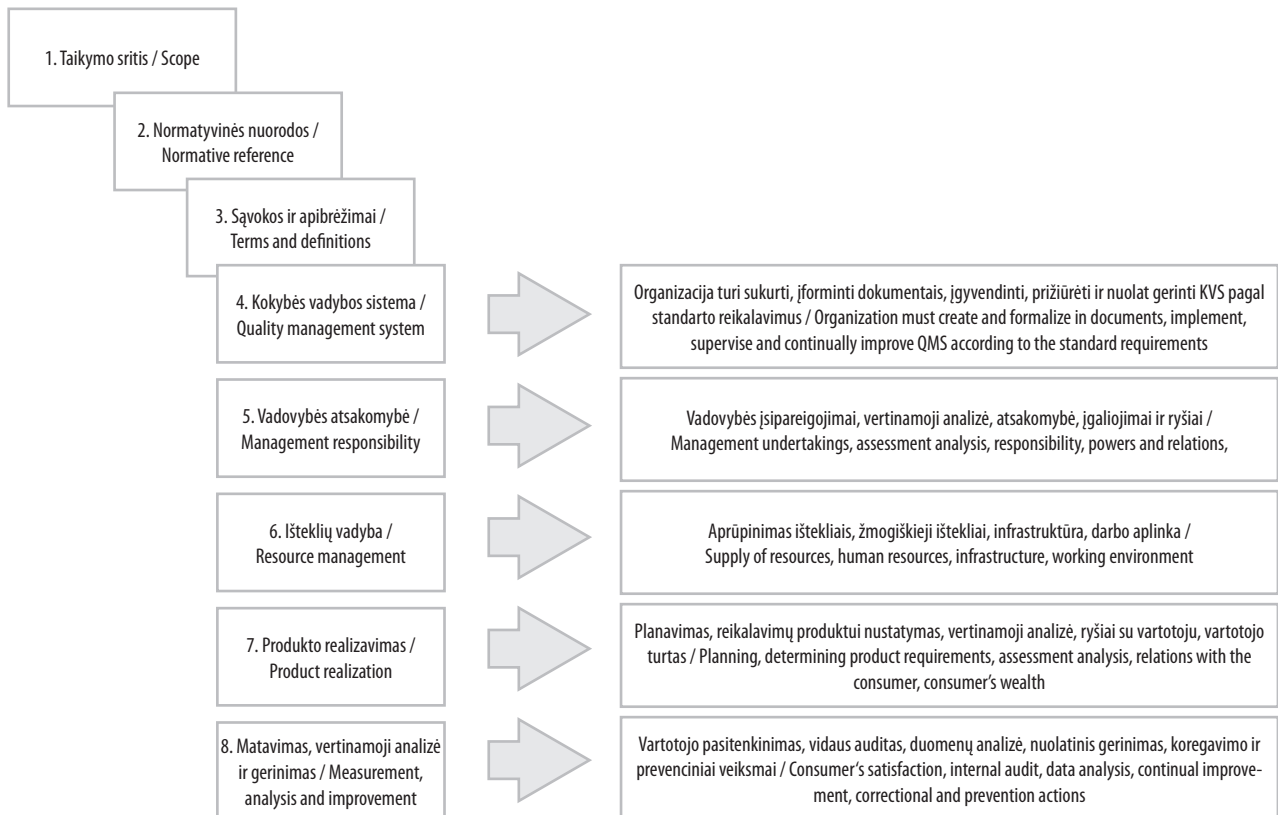 1. Taikymo sritis / Scope
2. Normatyvinės nuorodos /
Normative reference
3. Sąvokos ir apibrėžimai /
Terms and definitions
4. Kokybės vadybos sistema /
Quality management system
Organizacija turi sukurti, įforminti dokumentais, įgyvendinti, prižiūrėti ir nuolat gerinti KVS pagal
standarto reikalavimus / Organization must create and formalize in documents, implement,
supervise and continually improve QMS according to the standard requirements
5. Vadovybės atsakomybė /
Management responsibility
Vadovybės įsipareigojimai, vertinamoji analizė, atsakomybė, įgaliojimai ir ryšiai /
Management undertakings, assessment analysis, responsibility, powers and relations,
6. Išteklių vadyba /
Resource management
Aprūpinimas ištekliais, žmogiškieji ištekliai, infrastruktūra, darbo aplinka /
Supply of resources, human resources, infrastructure, working environment
7. Produkto realizavimas /
Product realization
Planavimas, reikalavimų produktui nustatymas, vertinamoji analizė, ryšiai su vartotoju, vartotojo
turtas / Planning, determining product requirements, assessment analysis, relations with the
consumer, consumer's wealth
8. Matavimas, vertinamoji analizė
ir gerinimas / Measurement,
analysis and improvement
Vartotojo pasitenkinimas, vidaus auditas, duomenų analizė, nuolatinis gerinimas, koregavimo ir
prevenciniai veiksmai / Consumer‘s satisfaction, internal audit, data analysis, continual improve-
ment, correctional and prevention actions